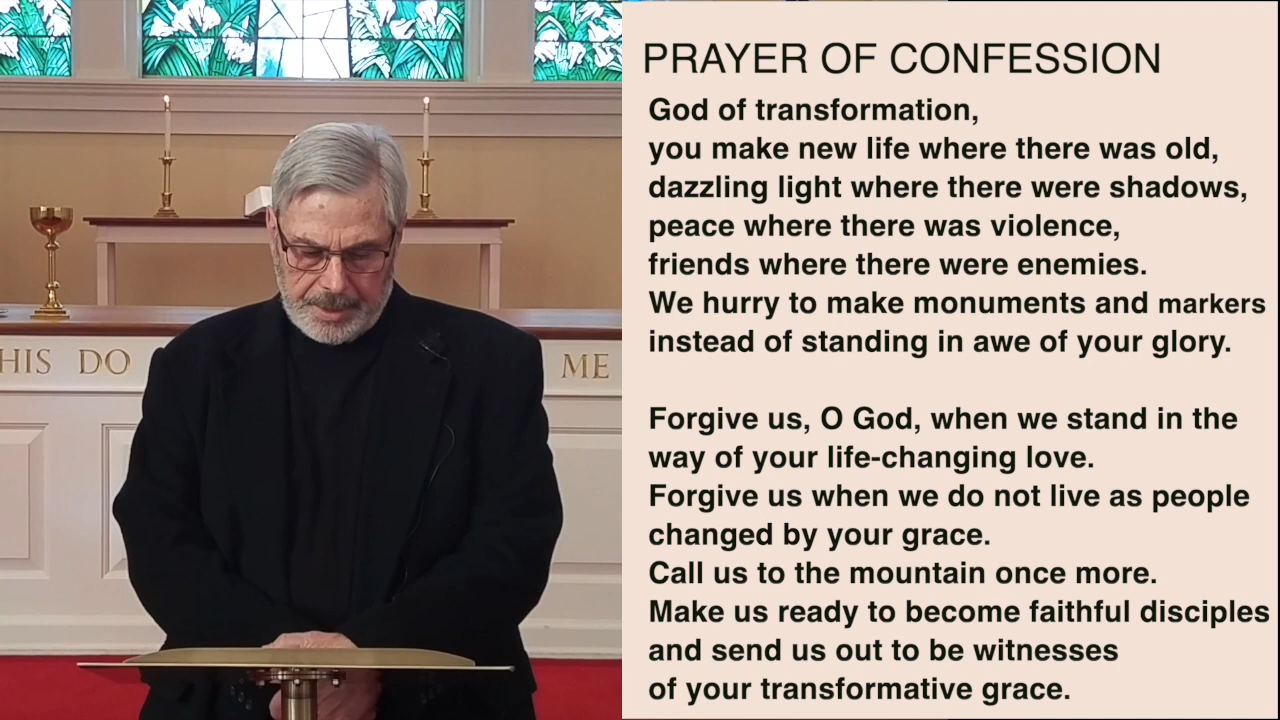 HIS DO
ME
PRAYER OF CONFESSION
God of transformation,
you make new life where there was old,
dazzling light where there were shadows,
peace where there was violence,
friends where there were enemies.
We hurry to make monuments and markers
instead of standing in awe of your glory.
Forgive us, O God, when we stand in the
way of your life-changing love.
Forgive us when we do not live as people
changed by your grace.
Call us to the mountain once more.
Make us ready to become faithful disciples
and send us out to be witnesses
of your transformative grace.